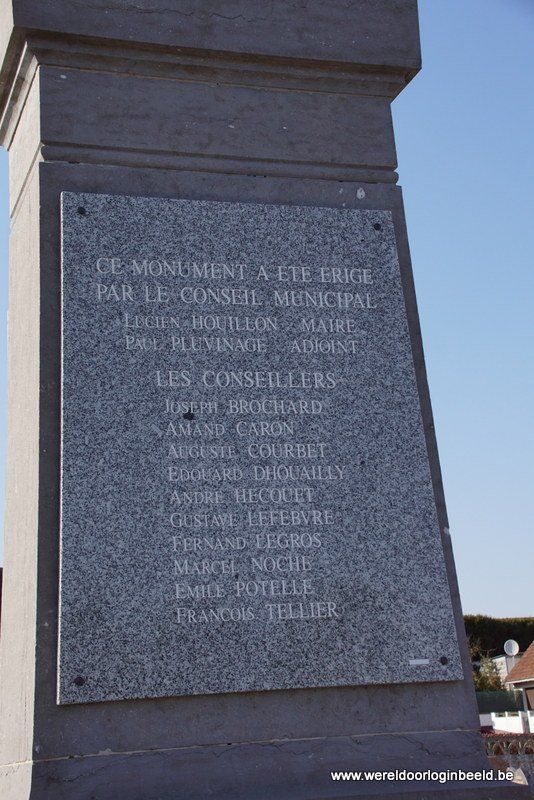 CE MONUMENT A ETE ERIGE
PAR LE CONSEIL MUNICIPAL
LUCIEN HOUILLON MAIRE
PAUL PLUVINAGE ADJOINT
LES CONSEILLERS
JOSEPH BROCHARD
AMAND CARON
AUGUSTE COURBET
EDOUARD DHOUAILLY
ANDRE HECQUET
GUSTAVE LEFEBVRE
FERNAND LEGROS
MARCEL NOCHE
EMILE POTELLE
FRANCOIS TELLIER
www.wereldoorloginbeeld.be